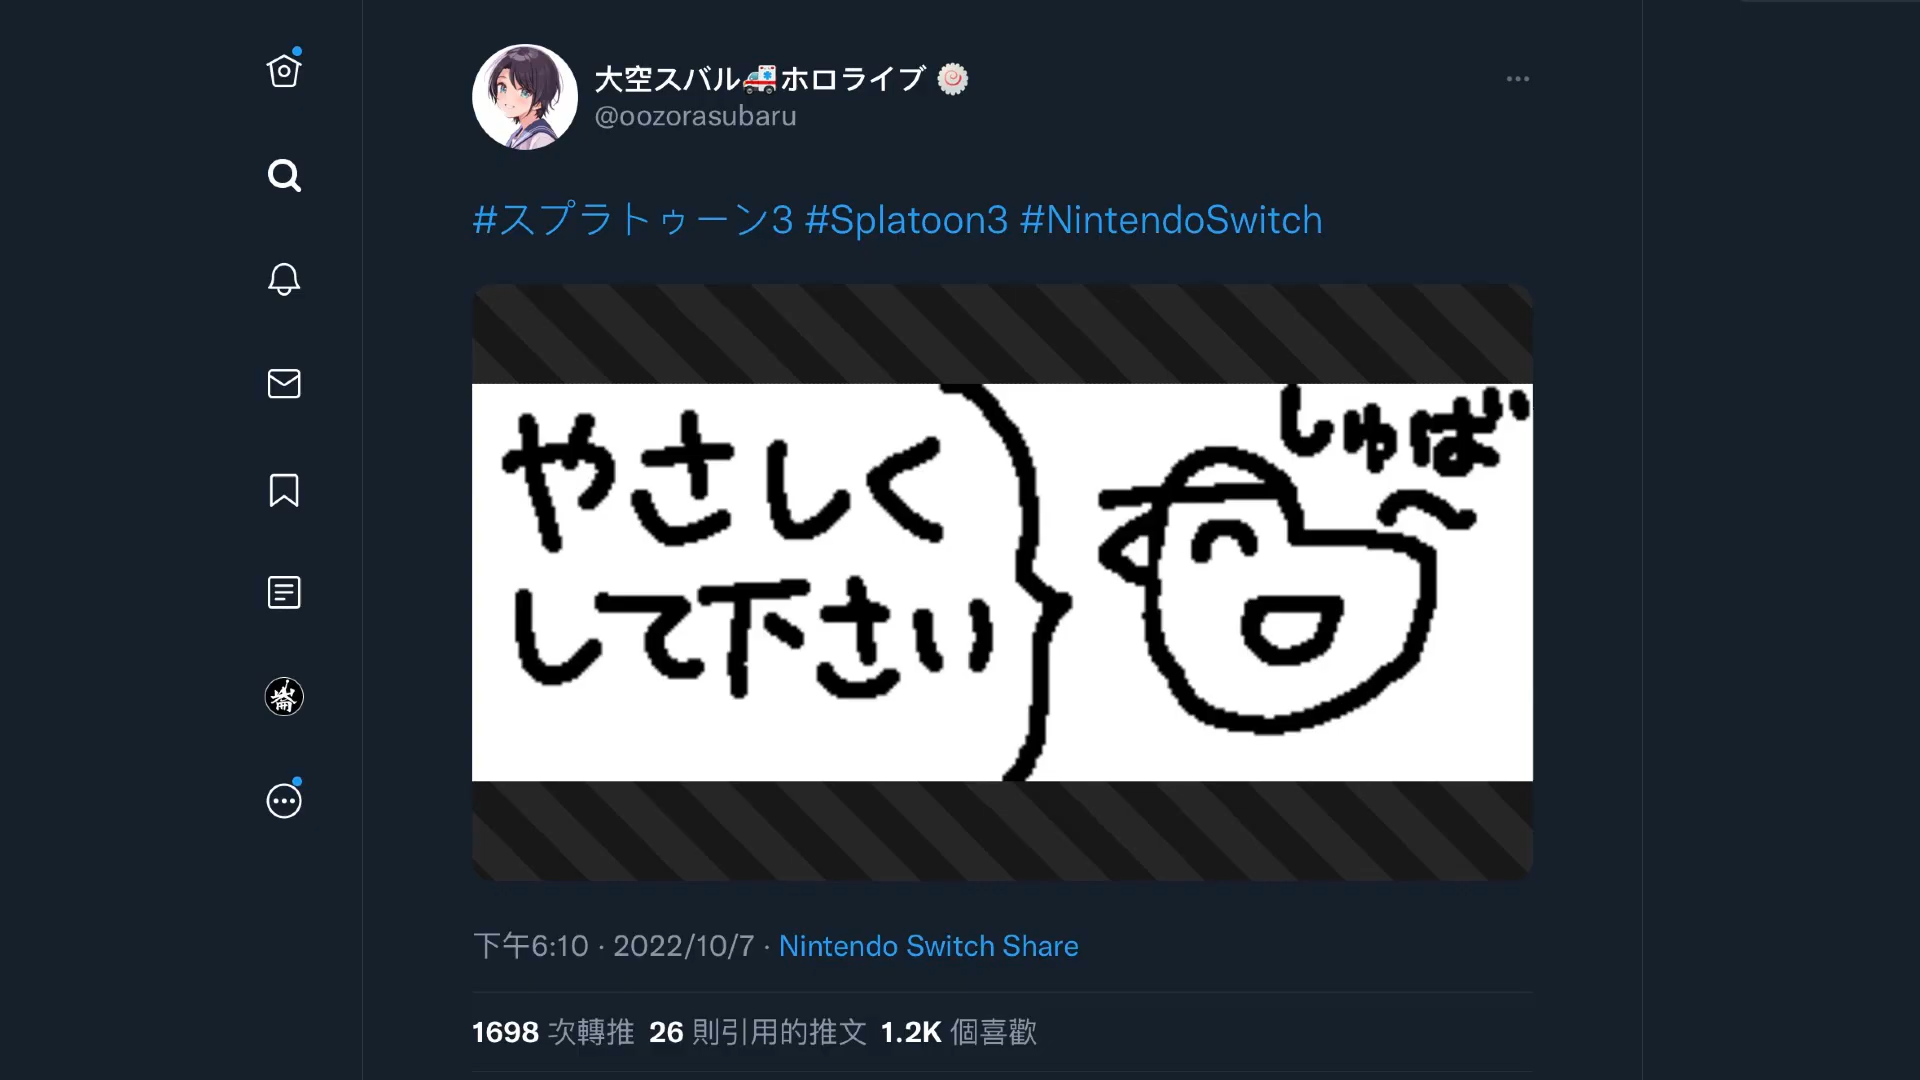 大空スバル🚑ホロライブ🍥
@oozorasubaru
#スプラトゥーン3 #Splatoon3 #NintendoSwitch
やさしく
して下さい
しゅば
〜
下午6:10 · 2022/10/7 · Nintendo Switch Share
1698 次轉推 26 則引用的推文 1.2K 個喜歡